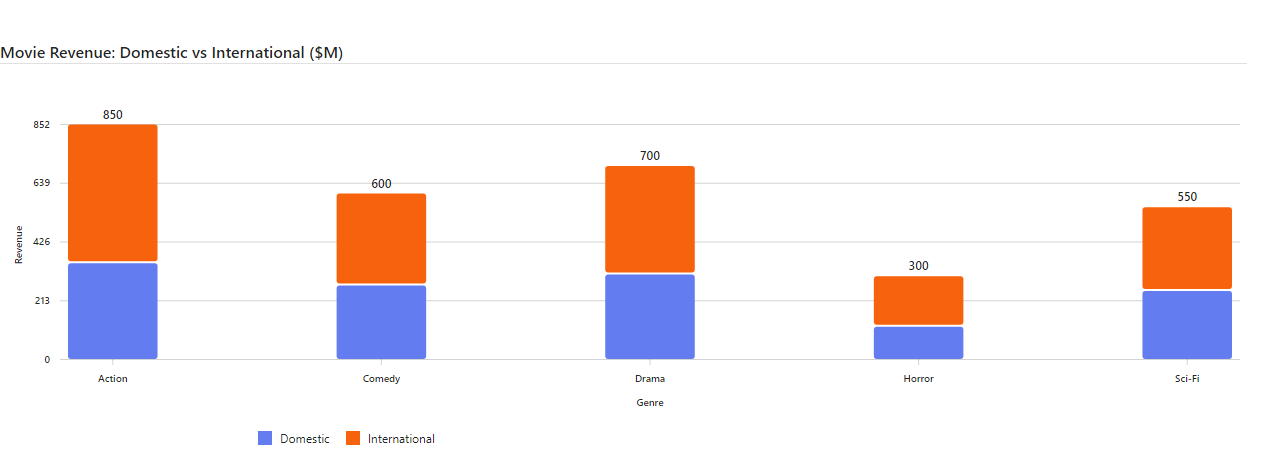 Movie Revenue: Domestic vs International ($M)
850
852
700
639
600
550
426
300
213
0
Revenue
Action Comedy Drama Horror Sci-Fi
Genre
Domestic International